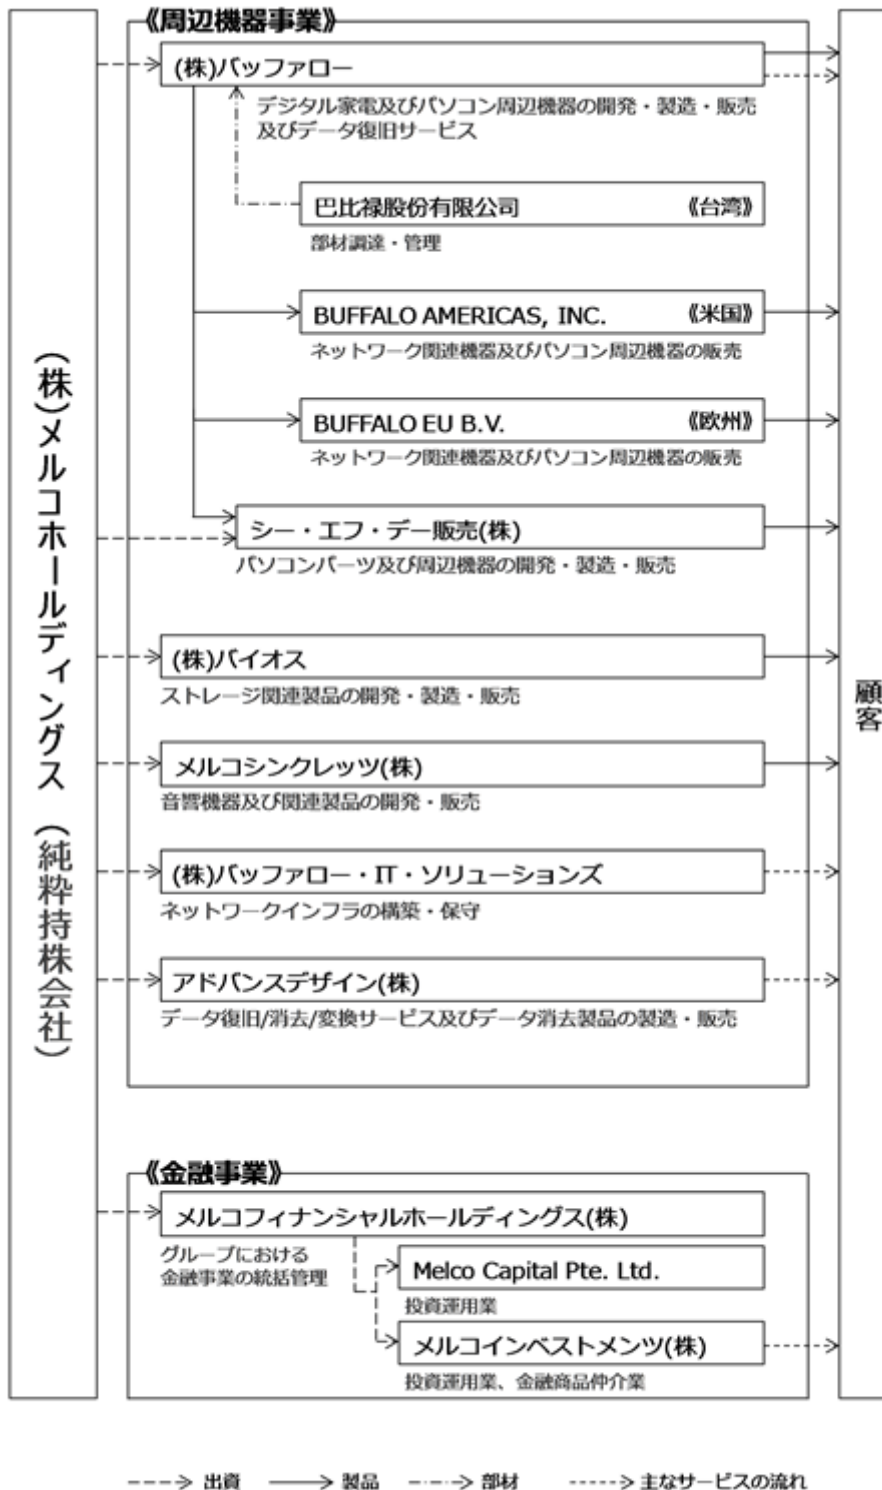 (株)メルコホールディングス (純粋持株会社)
《周辺機器事業》
(株)バッファロー
デジタル家電及びパソコン周辺機器の開発・製造・販売
及びデータ復旧サービス
巴比禄股份有限公司 《台湾》
部材調達・管理
BUFFALO AMERICAS, INC. 《米国》
ネットワーク関連機器及びパソコン周辺機器の販売
BUFFALO EU B.V. 《欧州》
ネットワーク関連機器及びパソコン周辺機器の販売
シー・エフ・デー販売(株)
パソコンパーツ及び周辺機器の開発・製造・販売
(株)バイオス
ストレージ関連製品の開発・製造・販売
メルコシンクレッツ(株)
音響機器及び関連製品の開発・販売
(株)バッファロー・IT・ソリューションズ
ネットワークインフラの構築・保守
アドバンスデザイン(株)
データ復旧/消去/変換サービス及びデータ消去製品の製造・販売
《金融事業》
メルコフィナンシャルホールディングス(株)
グループにおける
金融事業の統括管理
Melco Capital Pte. Ltd.
投資運用業
メルコインベストメンツ(株)
投資運用業、金融商品仲介業
顧客
出資 製品 部材 主なサービスの流れ